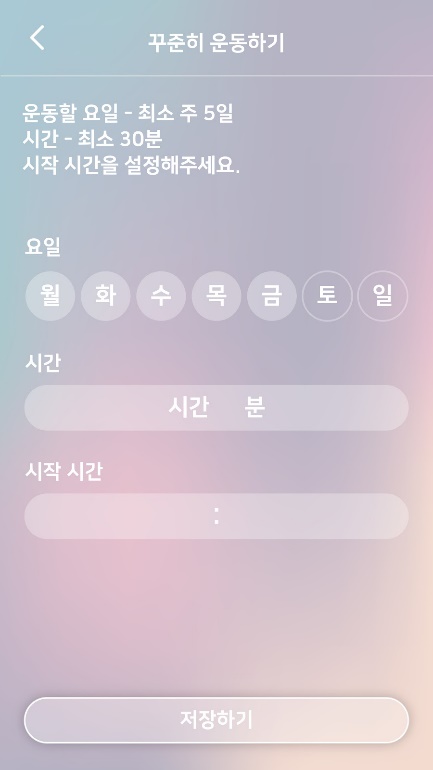 꾸준히 운동하기
운동할 요일 - 최소 주 5일
시간 - 최소 30분
시작 시간을 설정해주세요.
요일
월 화 수 목 금 토 일
시간
시간 분
시작 시간
:
저장하기